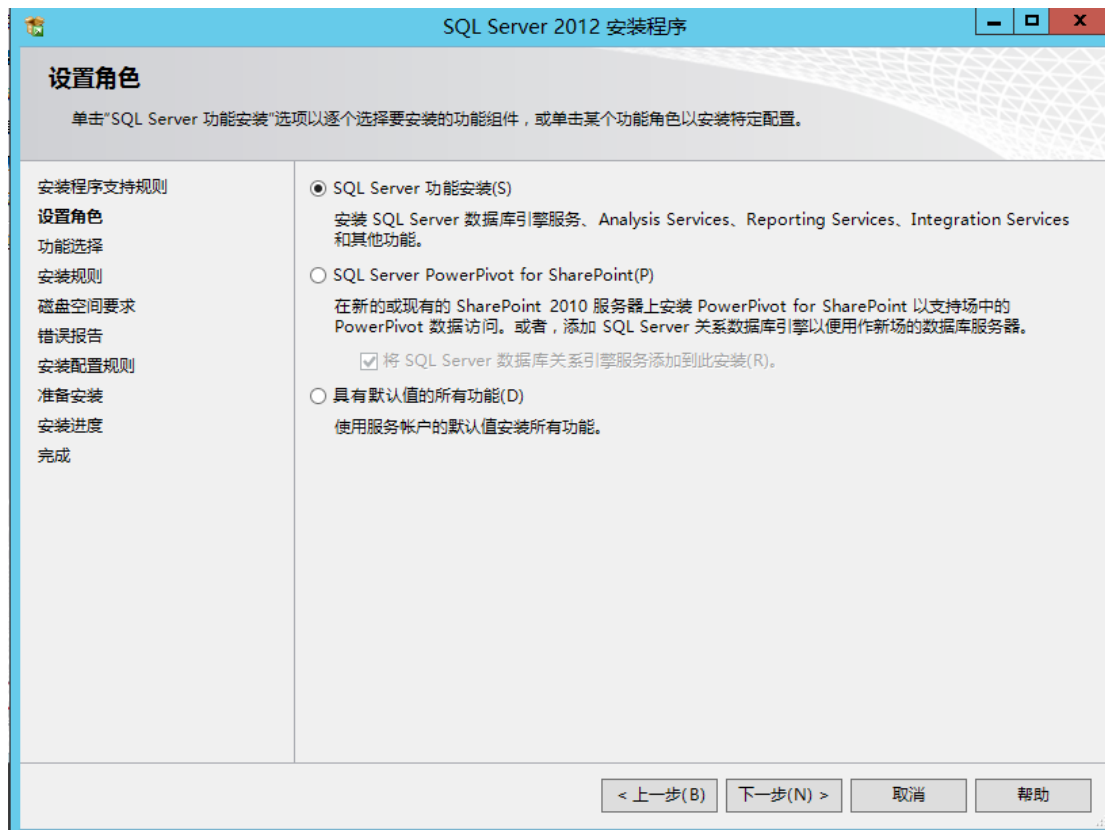 SQL Server 2012 安装程序
设置角色
单击"SQL Server 功能安装"选项以逐个选择要安装的功能组件，或单击某个功能角色以安装特定配置。
安装程序支持规则
设置角色
功能选择
安装规则
磁盘空间要求
错误报告
安装配置规则
准备安装
安装进度
完成
SQL Server 功能安装(S)
安装 SQL Server 数据库引擎服务、Analysis Services、Reporting Services、Integration Services
和其他功能。
SQL Server PowerPivot for SharePoint(P)
在新的或现有的 SharePoint 2010 服务器上安装 PowerPivot for SharePoint 以支持场中的
PowerPivot 数据访问。或者，添加 SQL Server 关系数据库引擎以便用作新场的数据库服务器。
将 SQL Server 数据库关系引擎服务添加到此安装(R)。
具有默认值的所有功能(D)
使用服务帐户的默认值安装所有功能。
< 上一步(B)
下一步(N) >
取消
帮助